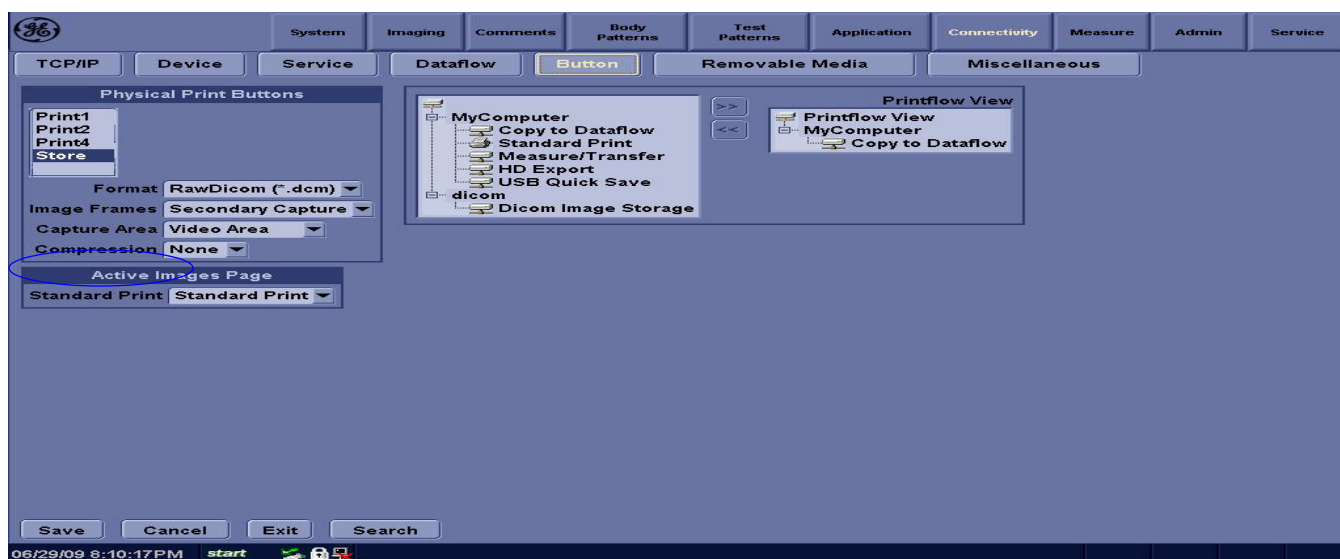 GE
System Imaging Comments Body Patterns Test Patterns Application Connectivity Measure Admin Service
TCP/IP Device Service Dataflow Button Removable Media Miscellaneous
Physical Print Buttons
Print1
Print2
Print4
Store
Format RawDicom (*.dcm)
Image Frames Secondary Capture
Capture Area Video Area
Compression None
Active Images Page
Standard Print Standard Print
MyComputer
Copy to Dataflow
Standard Print
Measure/Transfer
HD Export
USB Quick Save
dicom
Dicom Image Storage
>>
<<
Printflow View
Printflow View
MyComputer
Copy to Dataflow
Save Cancel Exit Search
06/29/09 8:10:17PM start